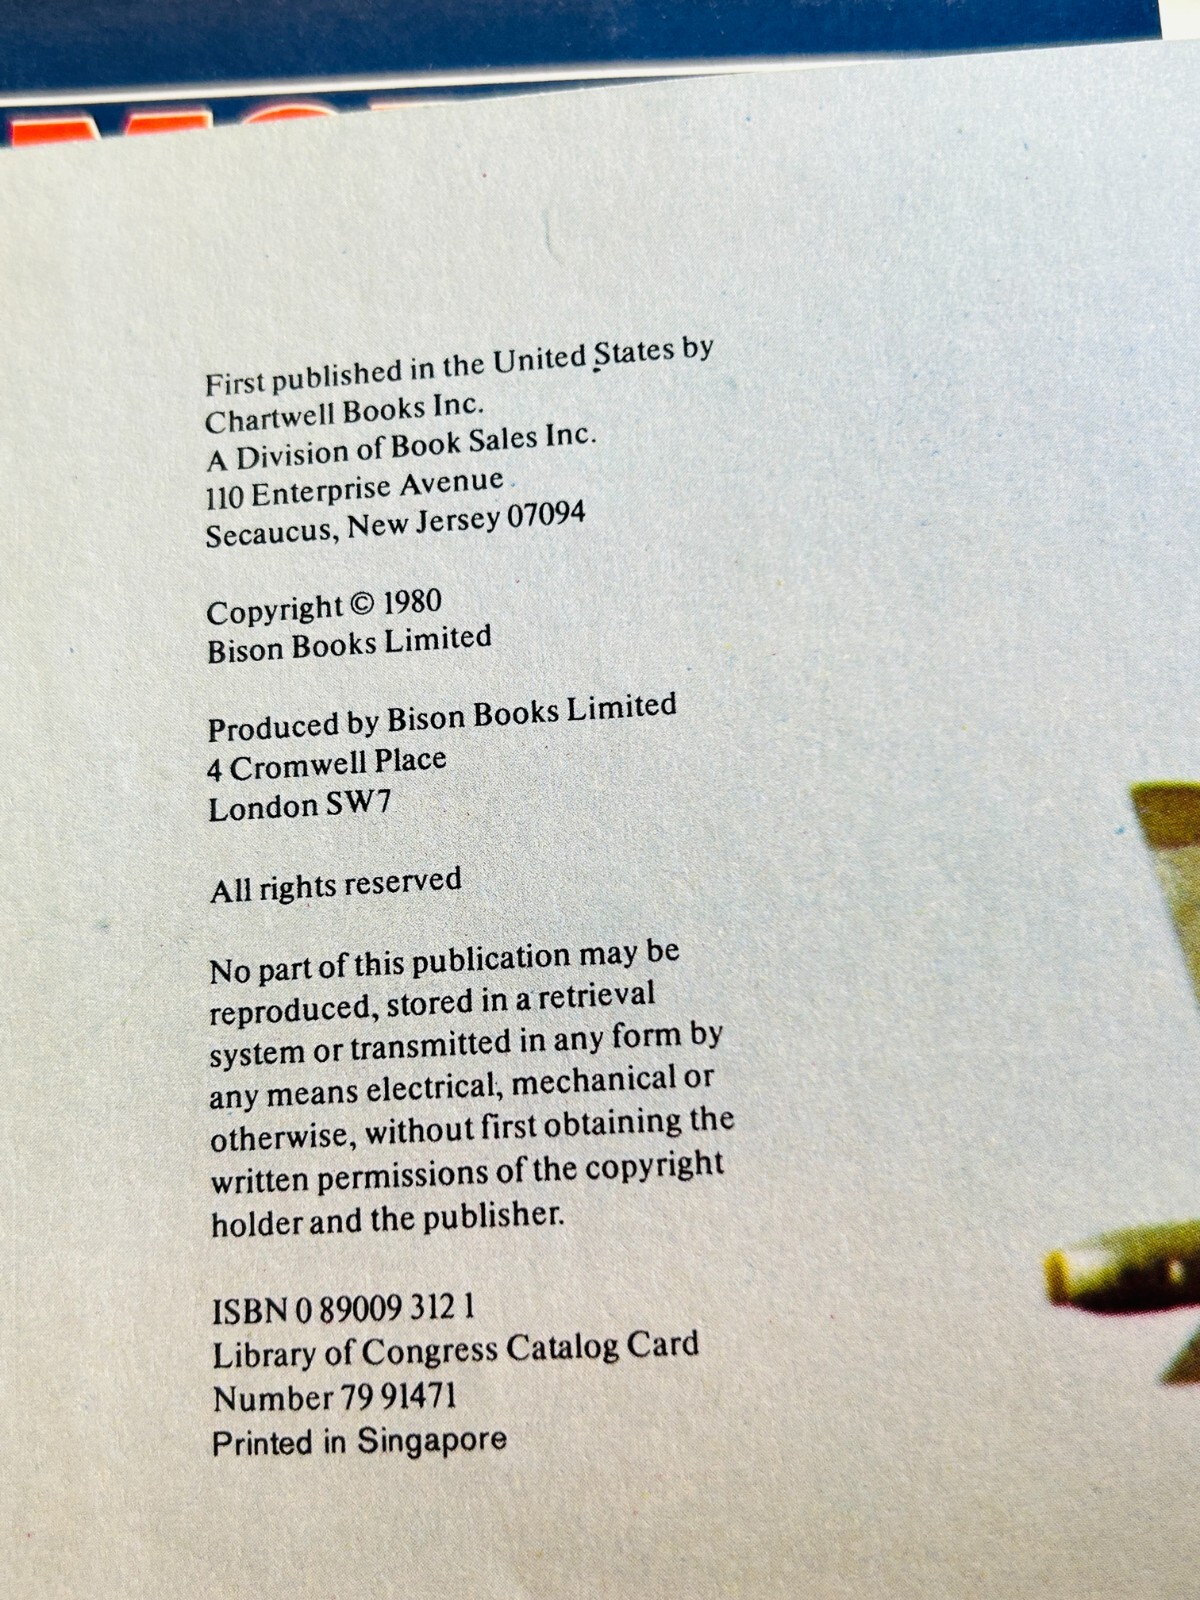 First published in the United States by
Chartwell Books Inc.
A Division of Book Sales Inc.
110 Enterprise Avenue
Secaucus, New Jersey 07094
Copyright © 1980
Bison Books Limited
Produced by Bison Books Limited
4 Cromwell Place
London SW7
All rights reserved
No part of this publication may be
reproduced, stored in a retrieval
system or transmitted in any form by
any means electrical, mechanical or
otherwise, without first obtaining the
written permissions of the copyright
holder and the publisher.
ISBN 0 89009 312 1
Library of Congress Catalog Card
Number 79 91471
Printed in Singapore